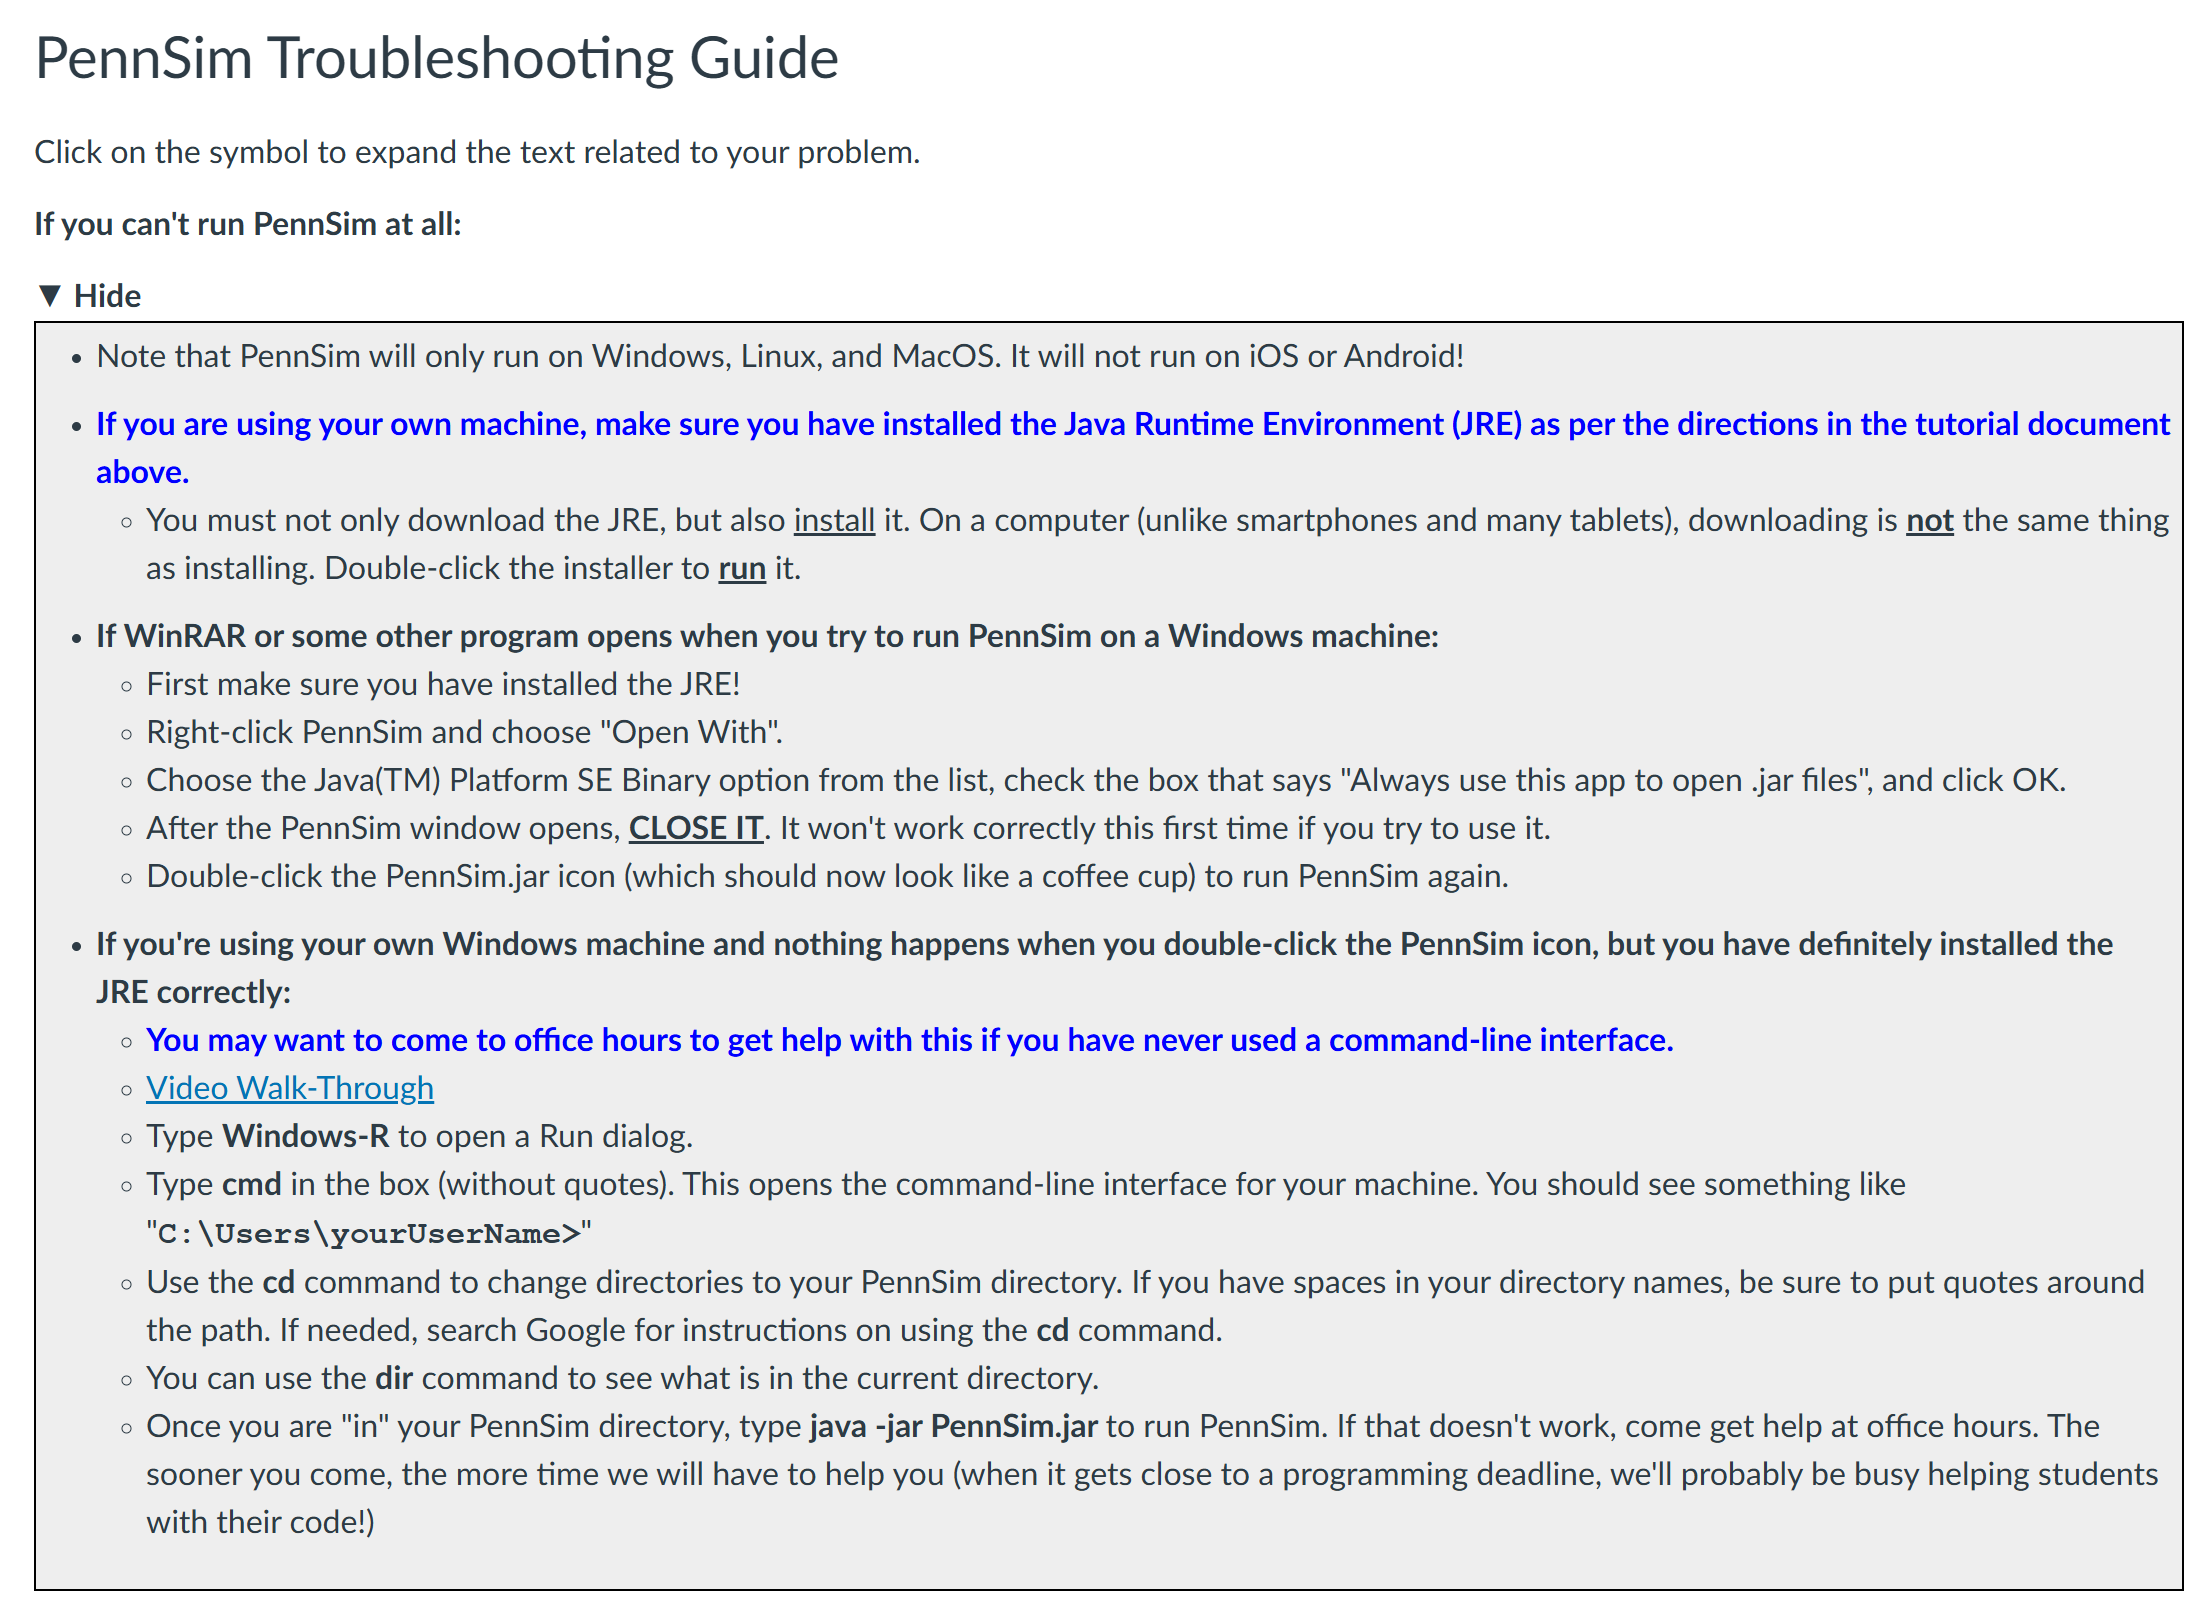 PennSim Troubleshooting Guide
Click on the symbol to expand the text related to your problem.
If you can't run PennSim at all:
▼ Hide
• Note that PennSim will only run on Windows, Linux, and MacOS. It will not run on iOS or Android!
• If you are using your own machine, make sure you have installed the Java Runtime Environment (JRE) as per the directions in the tutorial document
above.
◦ You must not only download the JRE, but also install it. On a computer (unlike smartphones and many tablets), downloading is not the same thing
as installing. Double-click the installer to run it.
• If WinRAR or some other program opens when you try to run PennSim on a Windows machine:
◦ First make sure you have installed the JRE!
◦ Right-click PennSim and choose "Open With".
◦ Choose the Java(TM) Platform SE Binary option from the list, check the box that says "Always use this app to open .jar files", and click OK.
◦ After the PennSim window opens, CLOSE IT. It won't work correctly this first time if you try to use it.
◦ Double-click the PennSim.jar icon (which should now look like a coffee cup) to run PennSim again.
• If you're using your own Windows machine and nothing happens when you double-click the PennSim icon, but you have definitely installed the
JRE correctly:
◦ You may want to come to office hours to get help with this if you have never used a command-line interface.
◦ Video Walk-Through
◦ Type Windows-R to open a Run dialog.
◦ Type cmd in the box (without quotes). This opens the command-line interface for your machine. You should see something like
"C:\Users\yourUserName>"
◦ Use the cd command to change directories to your PennSim directory. If you have spaces in your directory names, be sure to put quotes around
the path. If needed, search Google for instructions on using the cd command.
◦ You can use the dir command to see what is in the current directory.
◦ Once you are "in" your PennSim directory, type java -jar PennSim.jar to run PennSim. If that doesn't work, come get help at office hours. The
sooner you come, the more time we will have to help you (when it gets close to a programming deadline, we'll probably be busy helping students
with their code!)